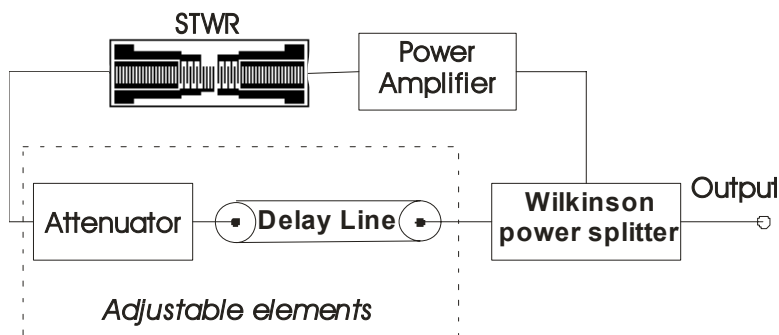 STWR
Power
Amplifier
Attenuator
Delay Line
Wilkinson
power splitter
Output
Adjustable elements